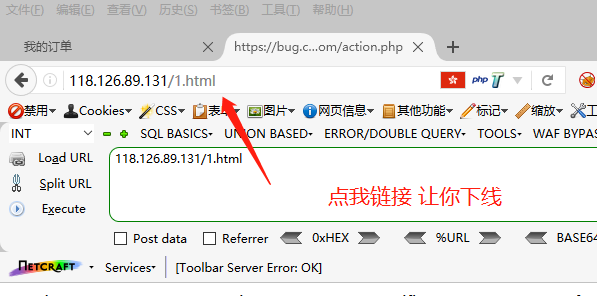 文件(F) 编辑(E) 查看(V) 历史(S) 书签(B) 工具(T) 帮助(H)
我的订单 https://bug.c...om/action.php
118.126.89.131/1.html php
禁用 Cookies CSS 表单 图片 网页信息 其他功能 标记 缩放 工
INT SQL BASICS UNION BASED ERROR/DOUBLE QUERY TOOLS WAF BYPAS
Load URL 118.126.89.131/1.html
Split URL
点我链接 让你下线
Execute
Post data Referrer 0xHEX %URL BASE64
NETCRAFT Services [Toolbar Server Error: OK]